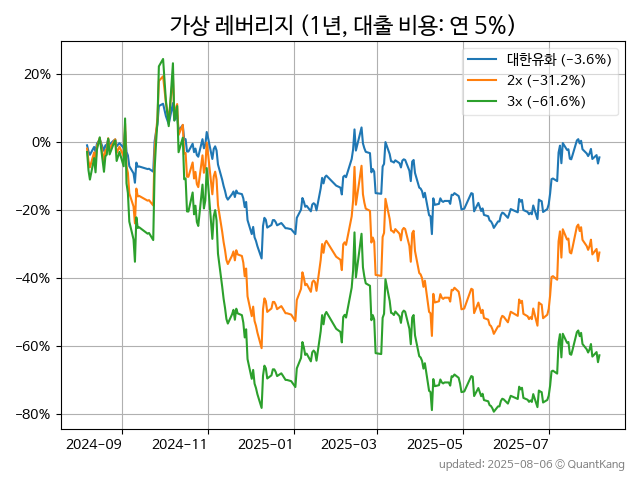 가상 레버리지 (1년, 대출 비용: 연 5%)
대한유화 (−3.6%)
2x (−31.2%)
3x (−61.6%)
20%
0%
−20%
−40%
−60%
−80%
2024-09 2024-11 2025-01 2025-03 2025-05 2025-07
updated: 2025-08-06 © QuantKang